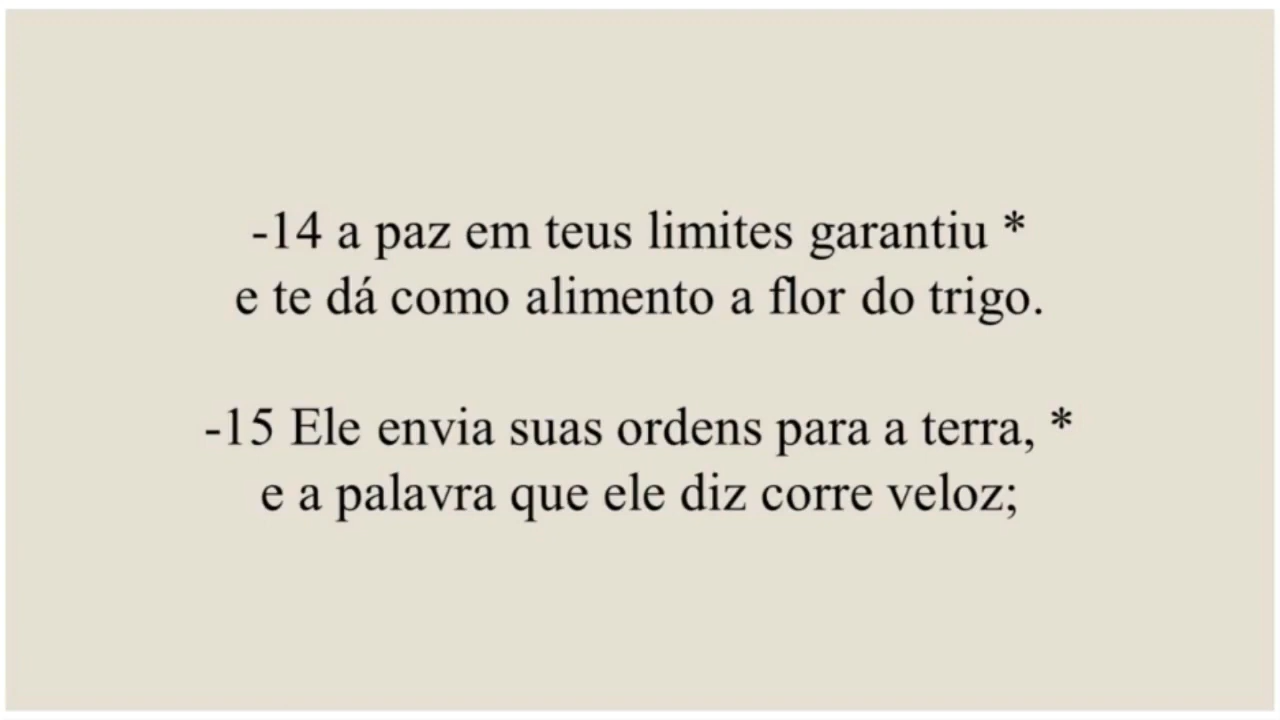 -14 a paz em teus limites garantiu *
e te dá como alimento a flor do trigo.
-15 Ele envia suas ordens para a terra, *
e a palavra que ele diz corre veloz;